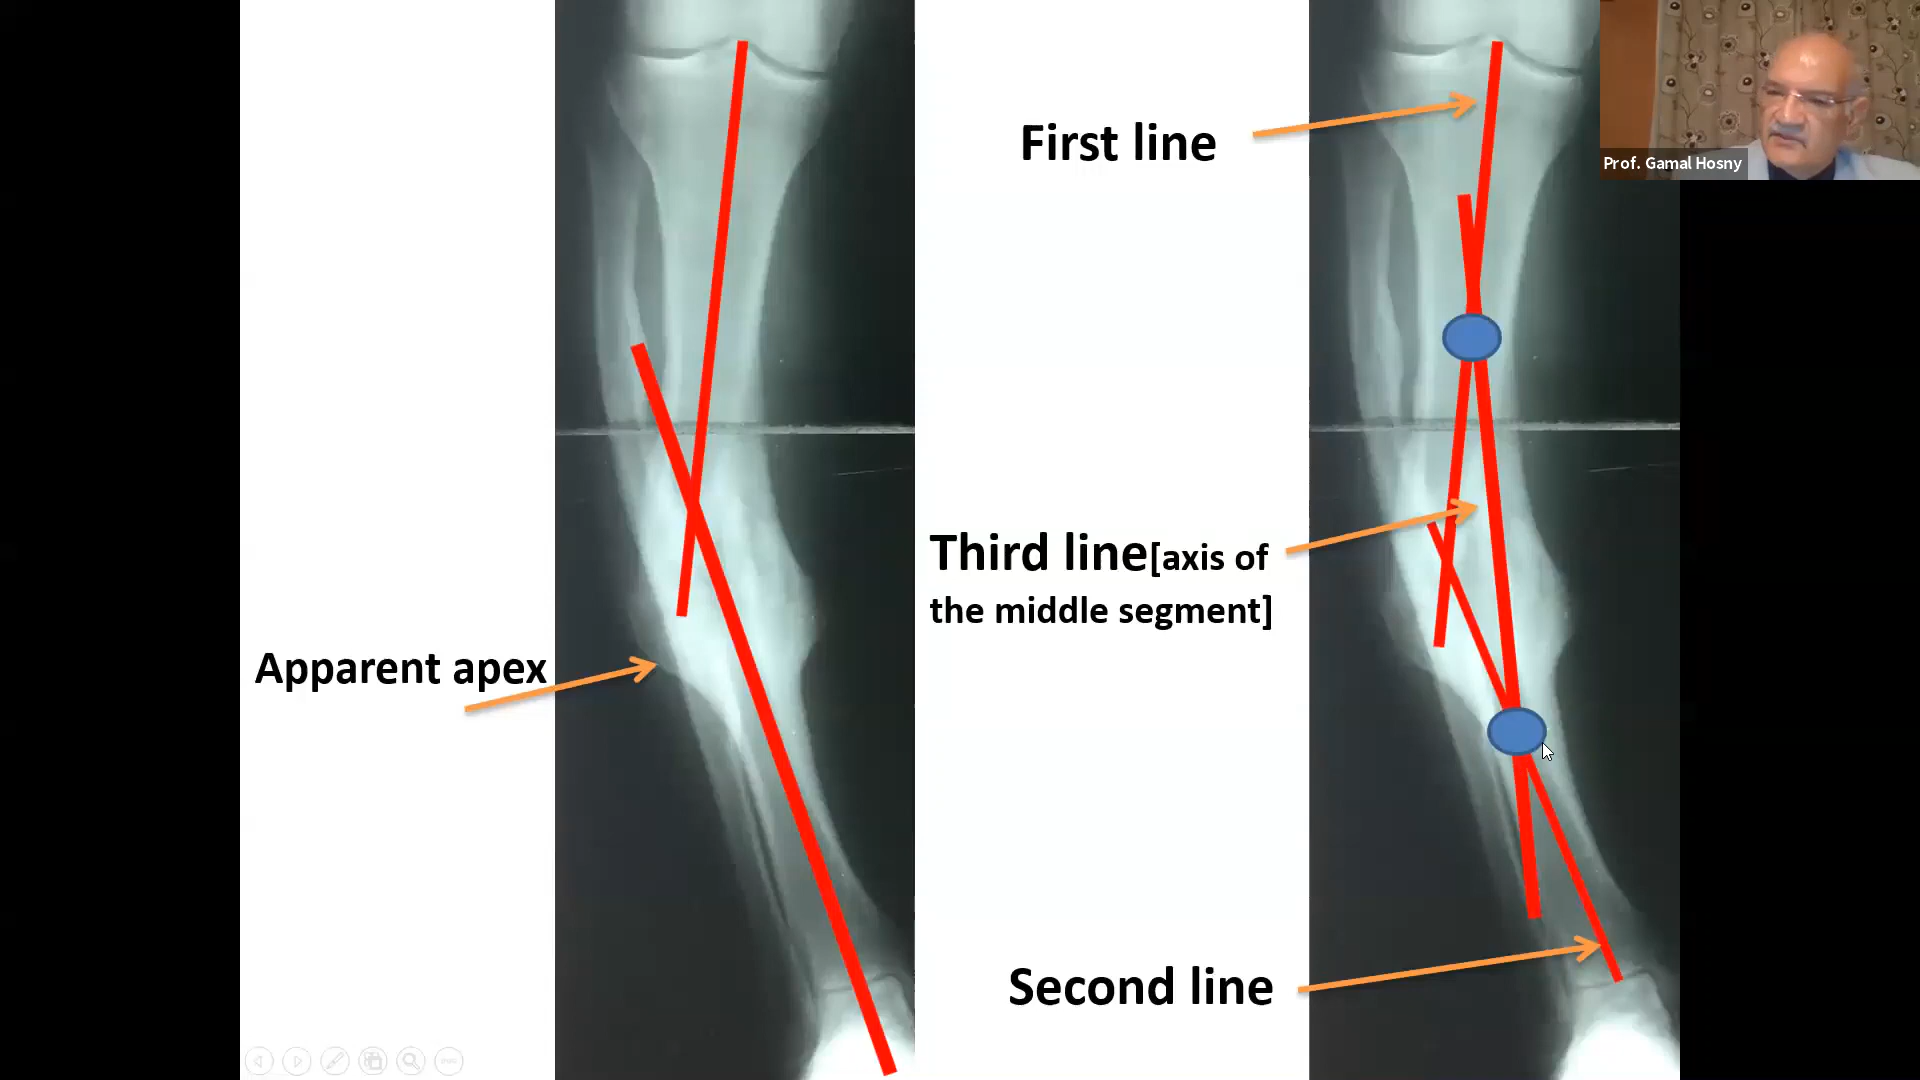 First line
Prof. Gamal Hosny
Third line[axis of
the middle segment]
Apparent apex
Second line